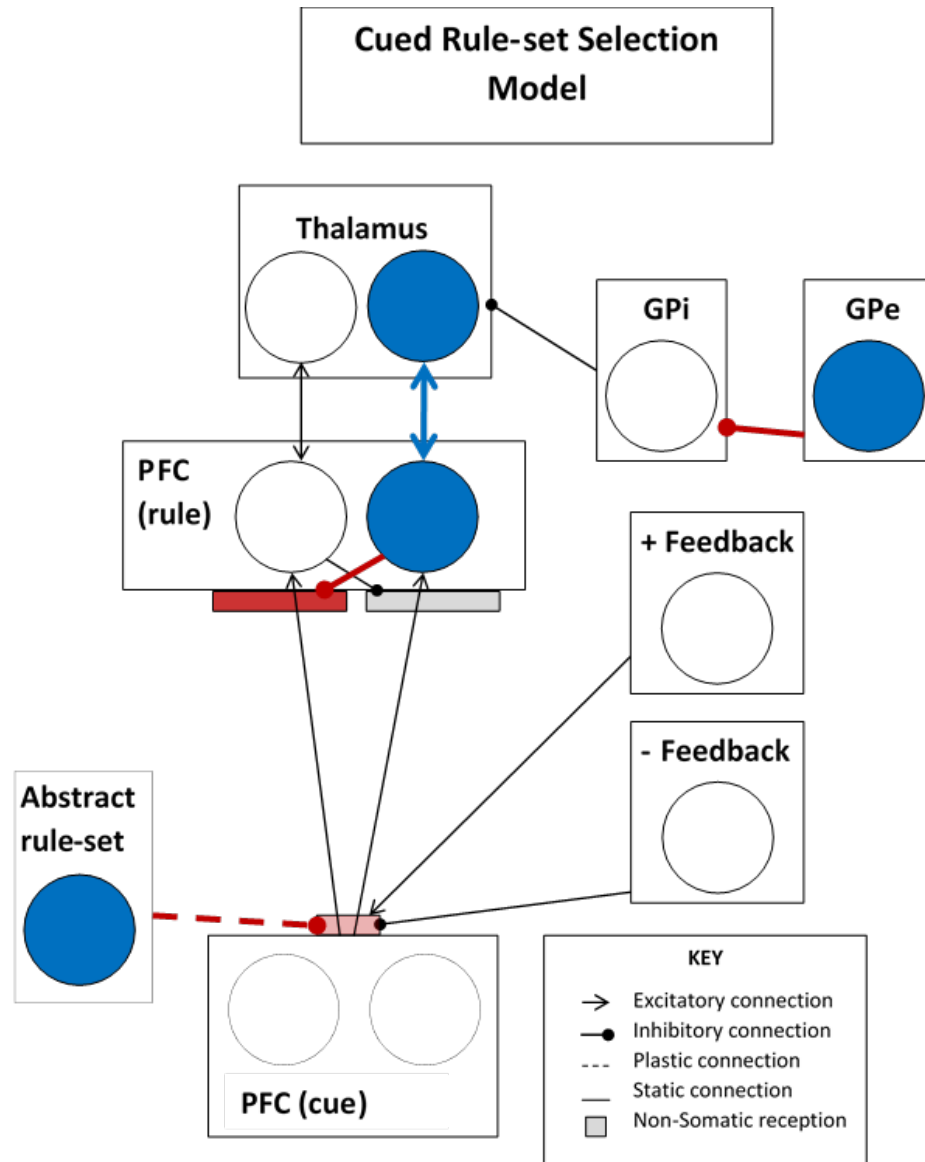 Cued Rule-set Selection
Model
Thalamus
GPi
GPe
PFC
(rule)
+ Feedback
- Feedback
Abstract
rule-set
PFC (cue)
KEY
Excitatory connection
Inhibitory connection
Plastic connection
Static connection
Non-Somatic reception